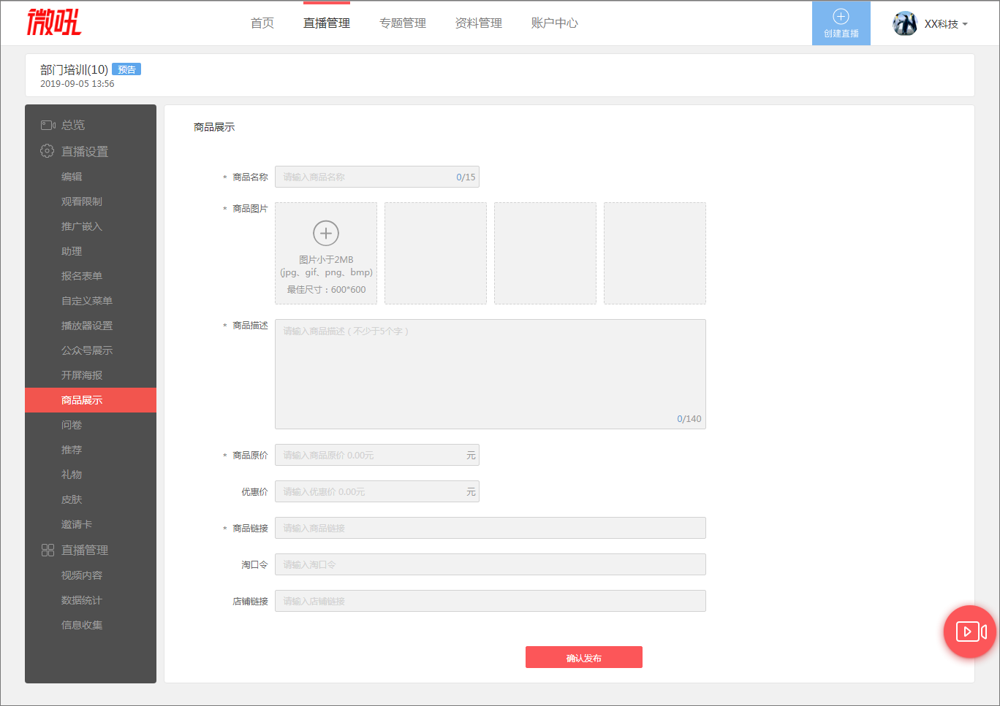 微吼
首页
直播管理
专题管理
资料管理
账户中心
创建直播
XX科技
部门培训(10) 预告
2019-09-05 13:56
总览
直播设置
编辑
观看限制
推广嵌入
助理
报名表单
自定义菜单
播放器设置
公众号展示
开屏海报
商品展示
问卷
推荐
礼物
皮肤
邀请卡
直播管理
视频内容
数据统计
信息收集
商品展示
* 商品名称 请输入商品名称 0/15
* 商品图片
图片小于2MB
(jpg、gif、png、bmp)
最佳尺寸：600*600
* 商品描述 请输入商品描述（不少于5个字）
0/140
* 商品原价 请输入商品原价 0.00元 元
优惠价 请输入优惠价 0.00元 元
* 商品链接 请输入商品链接
淘口令 请输入淘口令
店铺链接 请输入店铺链接
确认发布